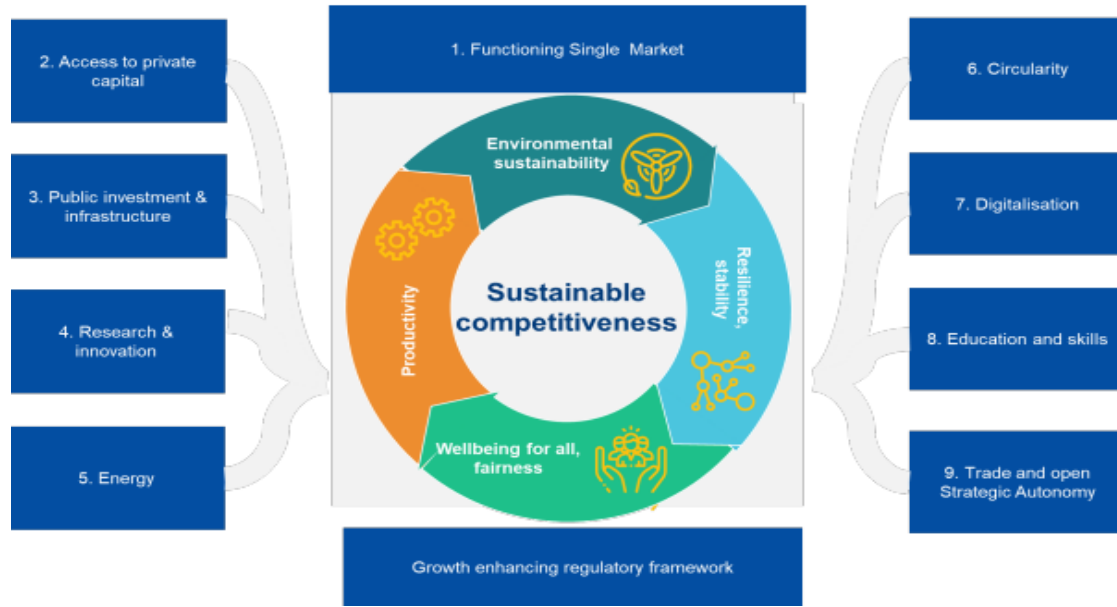 1. Functioning Single Market
2. Access to private
capital
3. Public investment &
infrastructure
4. Research &
innovation
5. Energy
Environmental
sustainability
Resilience,
stability
Wellbeing for all,
fairness
Productivity
Sustainable
competitiveness
6. Circularity
7. Digitalisation
8. Education and skills
9. Trade and open
Strategic Autonomy
Growth enhancing regulatory framework